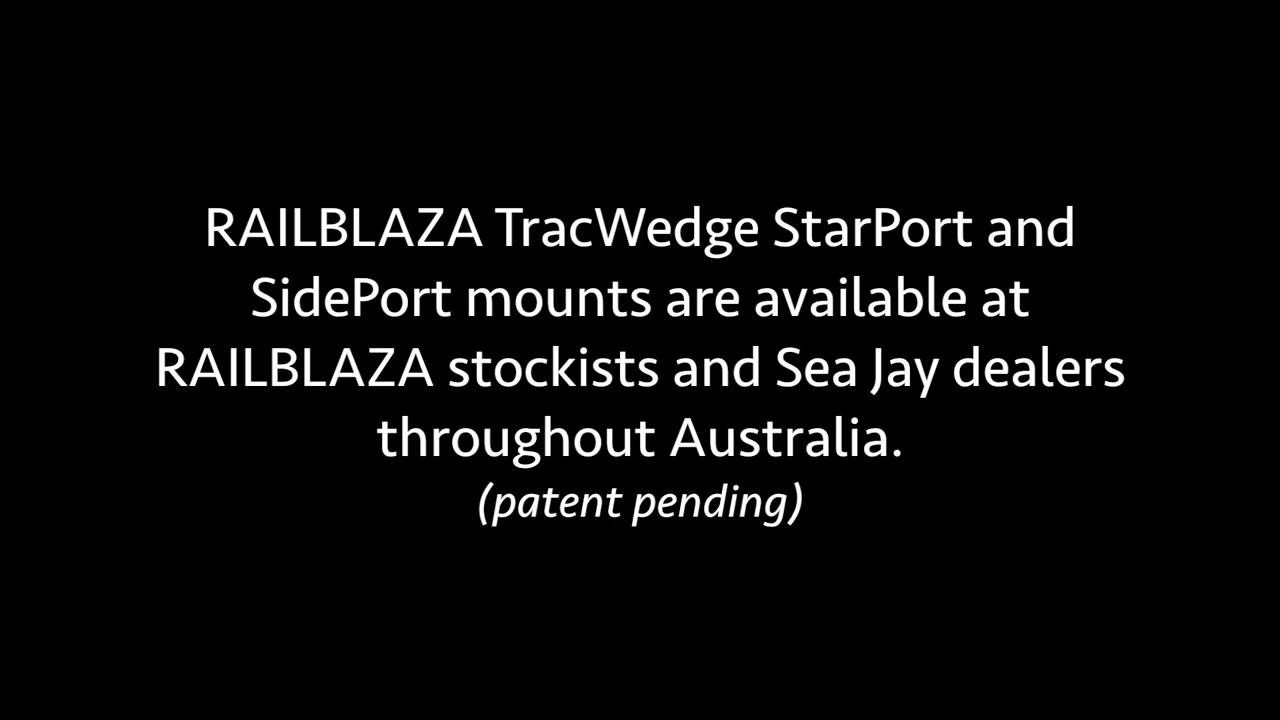 RAILBLAZA TracWedge StarPort and
SidePort mounts are available at
RAILBLAZA stockists and Sea Jay dealers
throughout Australia.
(patent pending)